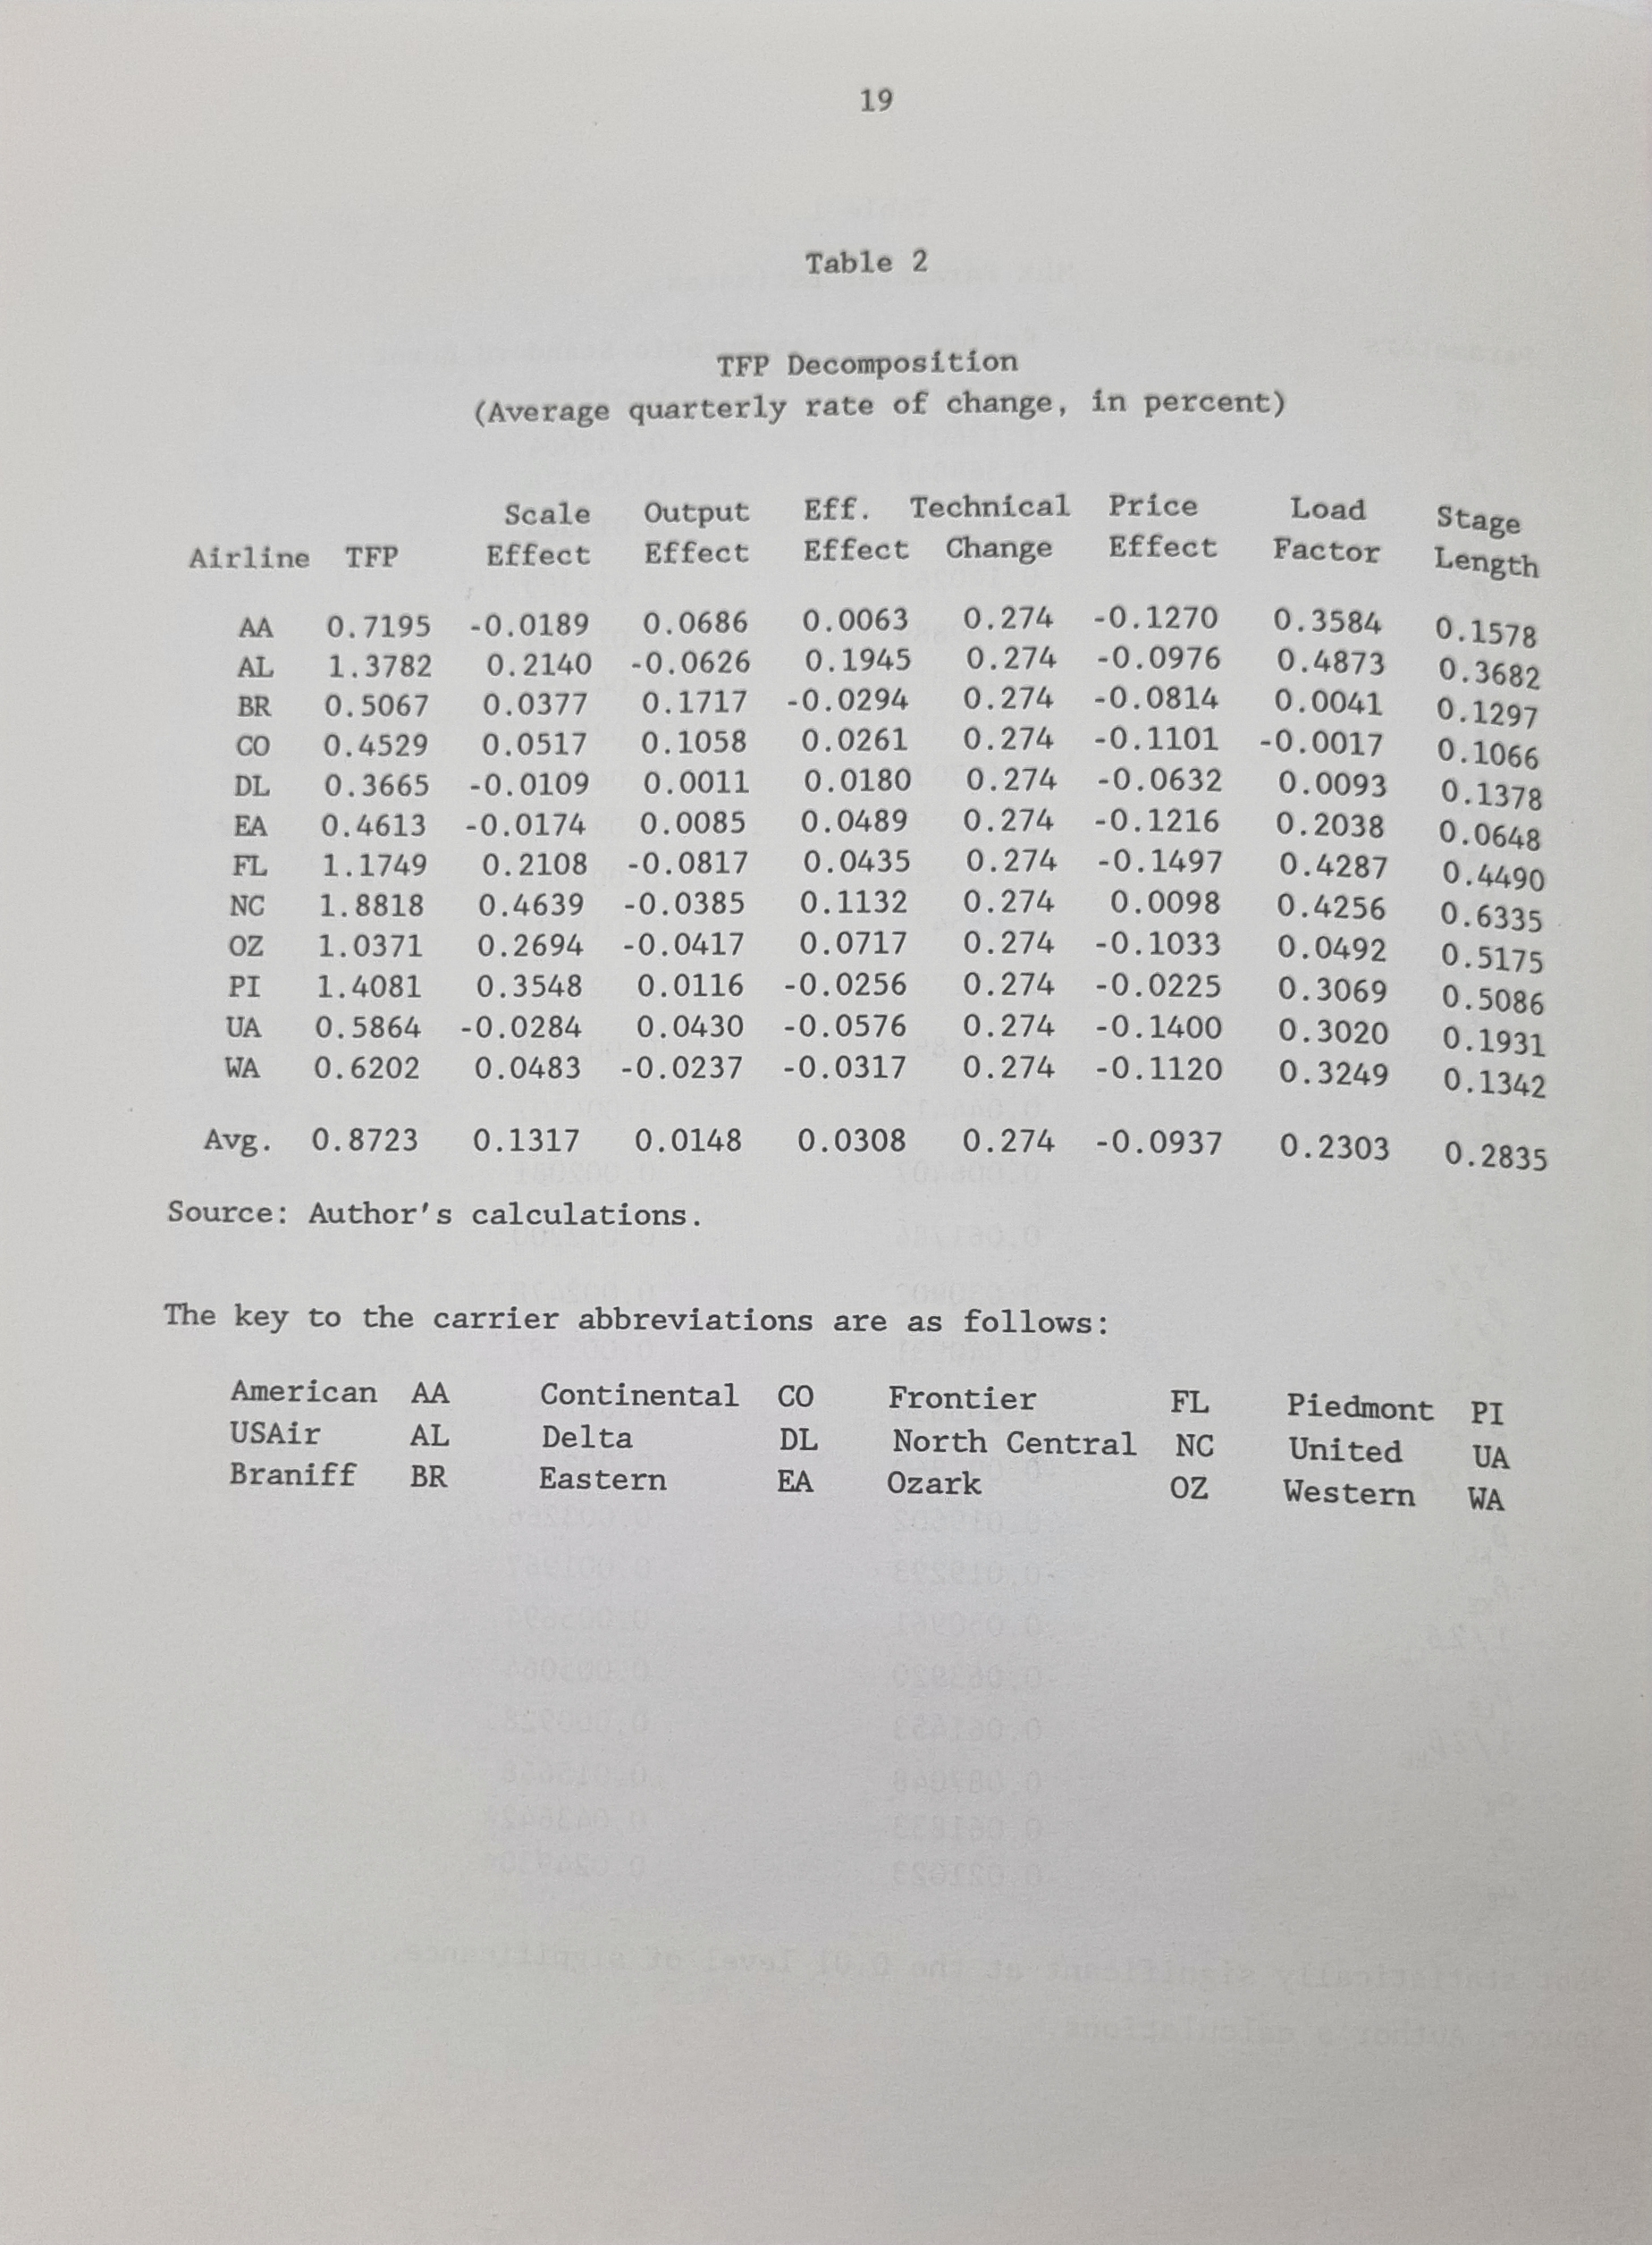 19
Table 2
TFP Decomposition
(Average quarterly rate of change, in percent)
Scale Output Eff. Technical Price Load Stage
Airline TFP Effect Effect Effect Change Effect Factor Length
AA 0.7195 -0.0189 0.0686 0.0063 0.274 -0.1270 0.3584 0.1578
AL 1.3782 0.2140 -0.0626 0.1945 0.274 -0.0976 0.4873 0.3682
BR 0.5067 0.0377 0.1717 -0.0294 0.274 -0.0814 0.0041 0.1297
CO 0.4529 0.0517 0.1058 0.0261 0.274 -0.1101 -0.0017 0.1066
DL 0.3665 -0.0109 0.0011 0.0180 0.274 -0.0632 0.0093 0.1378
EA 0.4613 -0.0174 0.0085 0.0489 0.274 -0.1216 0.2038 0.0648
FL 1.1749 0.2108 -0.0817 0.0435 0.274 -0.1497 0.4287 0.4490
NC 1.8818 0.4639 -0.0385 0.1132 0.274 0.0098 0.4256 0.6335
OZ 1.0371 0.2694 -0.0417 0.0717 0.274 -0.1033 0.0492 0.5175
PI 1.4081 0.3548 0.0116 -0.0256 0.274 -0.0225 0.3069 0.5086
UA 0.5864 -0.0284 0.0430 -0.0576 0.274 -0.1400 0.3020 0.1931
WA 0.6202 0.0483 -0.0237 -0.0317 0.274 -0.1120 0.3249 0.1342
Avg. 0.8723 0.1317 0.0148 0.0308 0.274 -0.0937 0.2303 0.2835
Source: Author's calculations.
The key to the carrier abbreviations are as follows:
American AA Continental CO Frontier FL Piedmont PI
USAir AL Delta DL North Central NC United UA
Braniff BR Eastern EA Ozark OZ Western WA